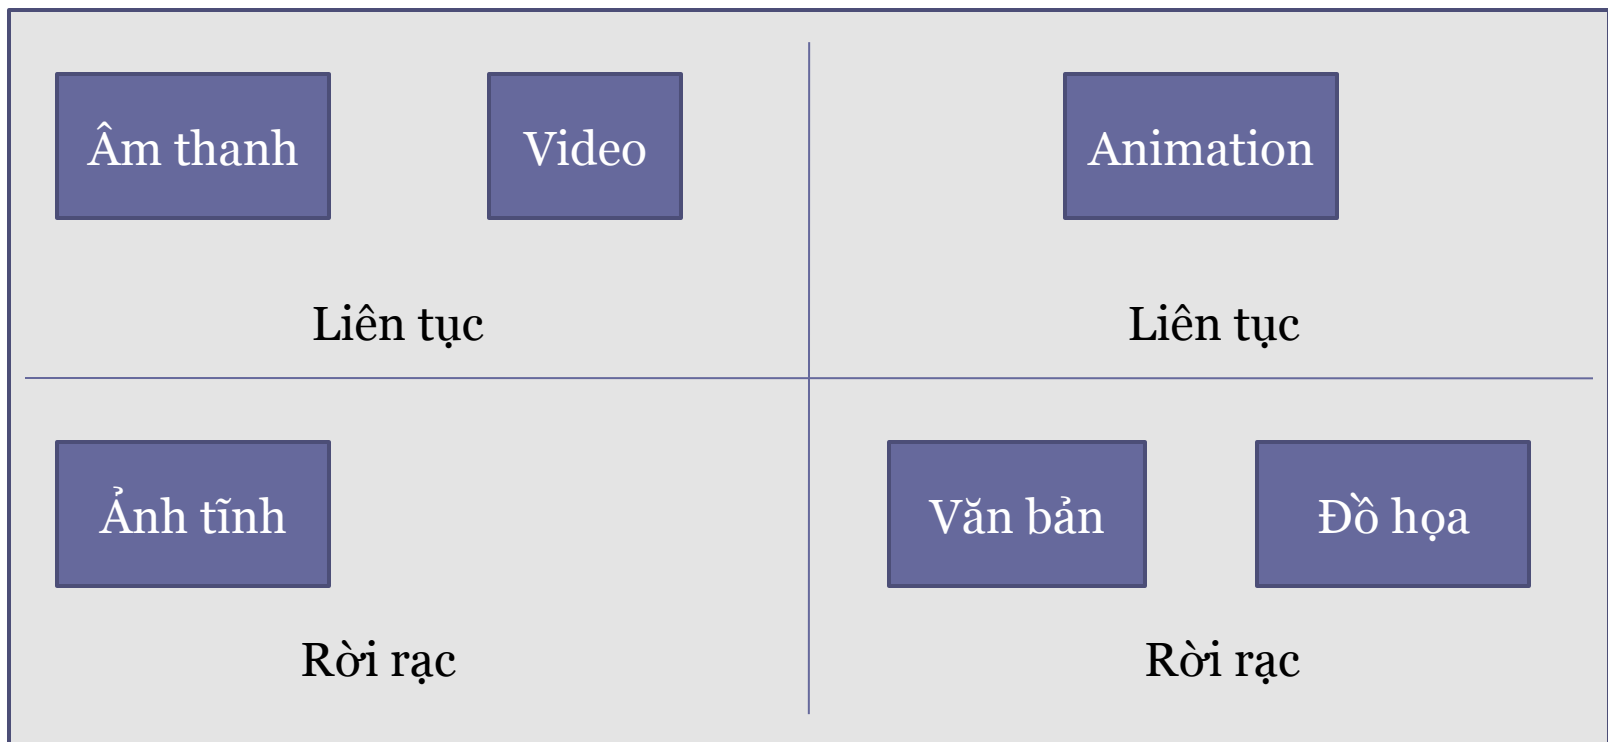 Âm thanh
Video
Animation
Liên tục
Liên tục
Ảnh tĩnh
Văn bản
Đồ họa
Rời rạc
Rời rạc